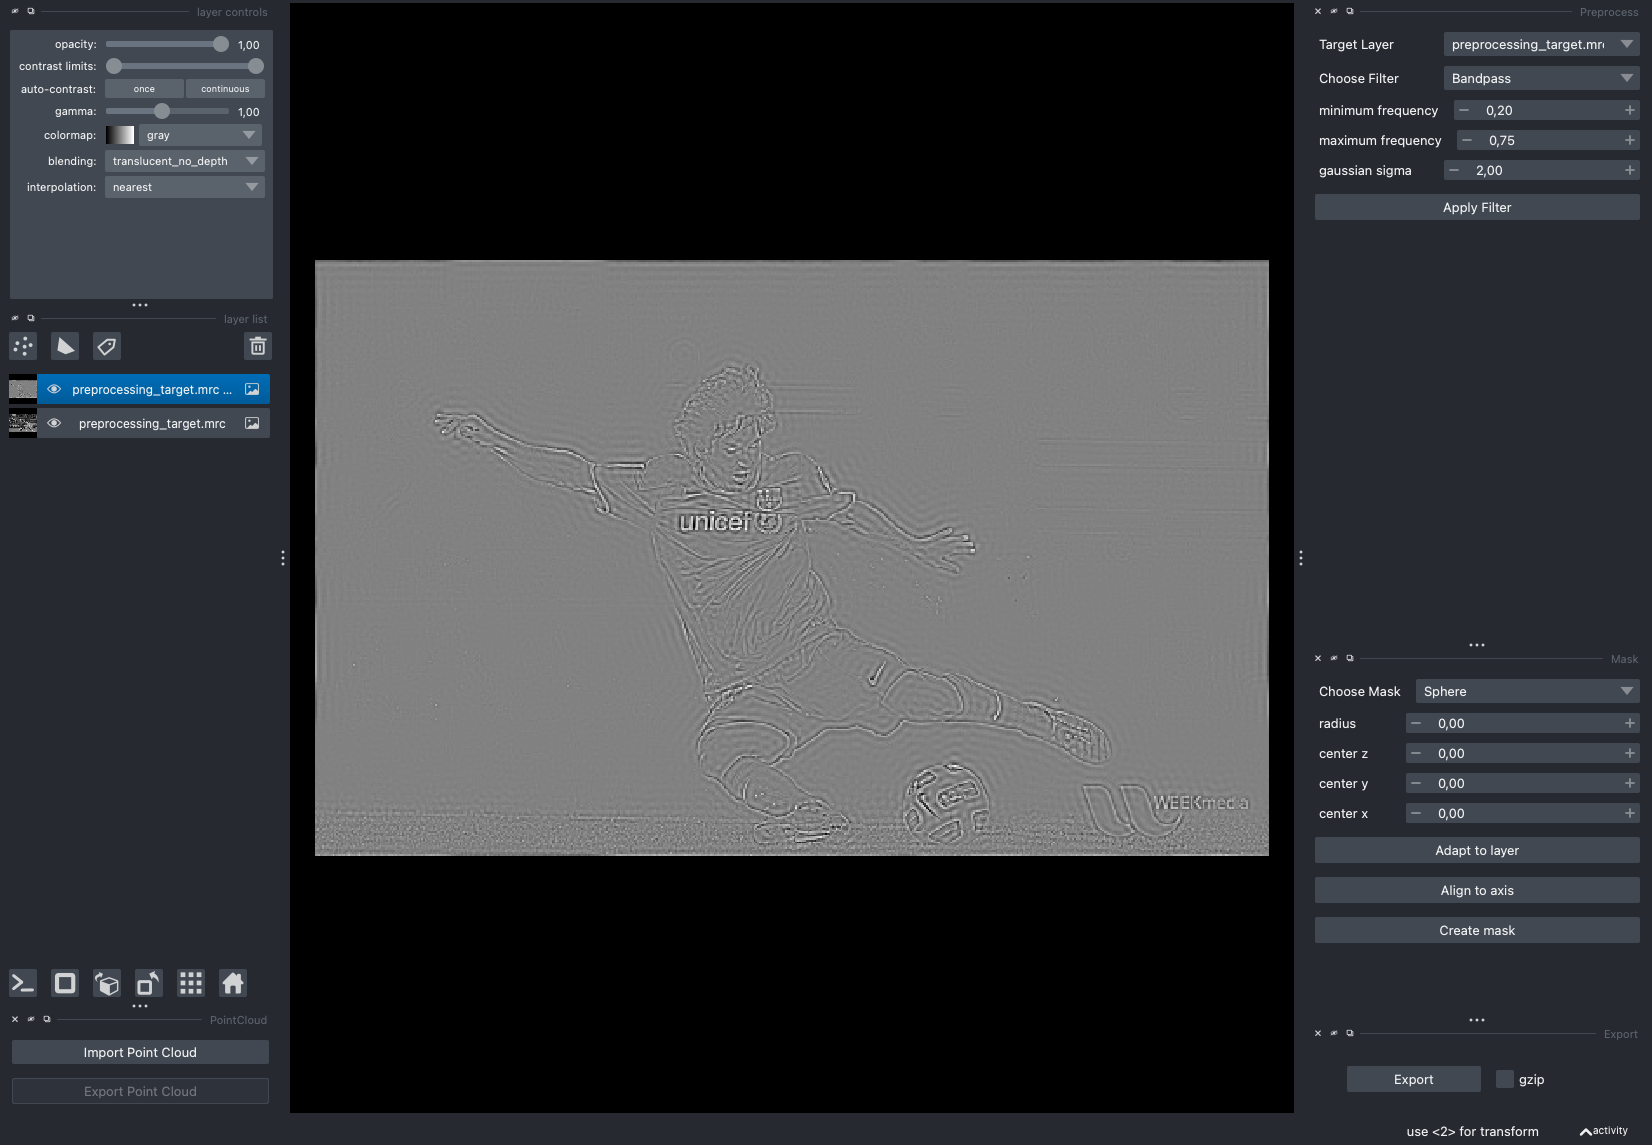 layer controls
opacity: 1,00
contrast limits:
auto-contrast: once continuous
gamma: 1,00
colormap: gray
blending: translucent_no_depth
interpolation: nearest
layer list
preprocessing_target.mrc ...
preprocessing_target.mrc
PointCloud
Import Point Cloud
Export Point Cloud
unicef
WEEKmedia
Preprocess
Target Layer preprocessing_target.mrc
Choose Filter Bandpass
minimum frequency 0,20
maximum frequency 0,75
gaussian sigma 2,00
Apply Filter
Mask
Choose Mask Sphere
radius 0,00
center z 0,00
center y 0,00
center x 0,00
Adapt to layer
Align to axis
Create mask
Export
Export gzip
use <2> for transform activity